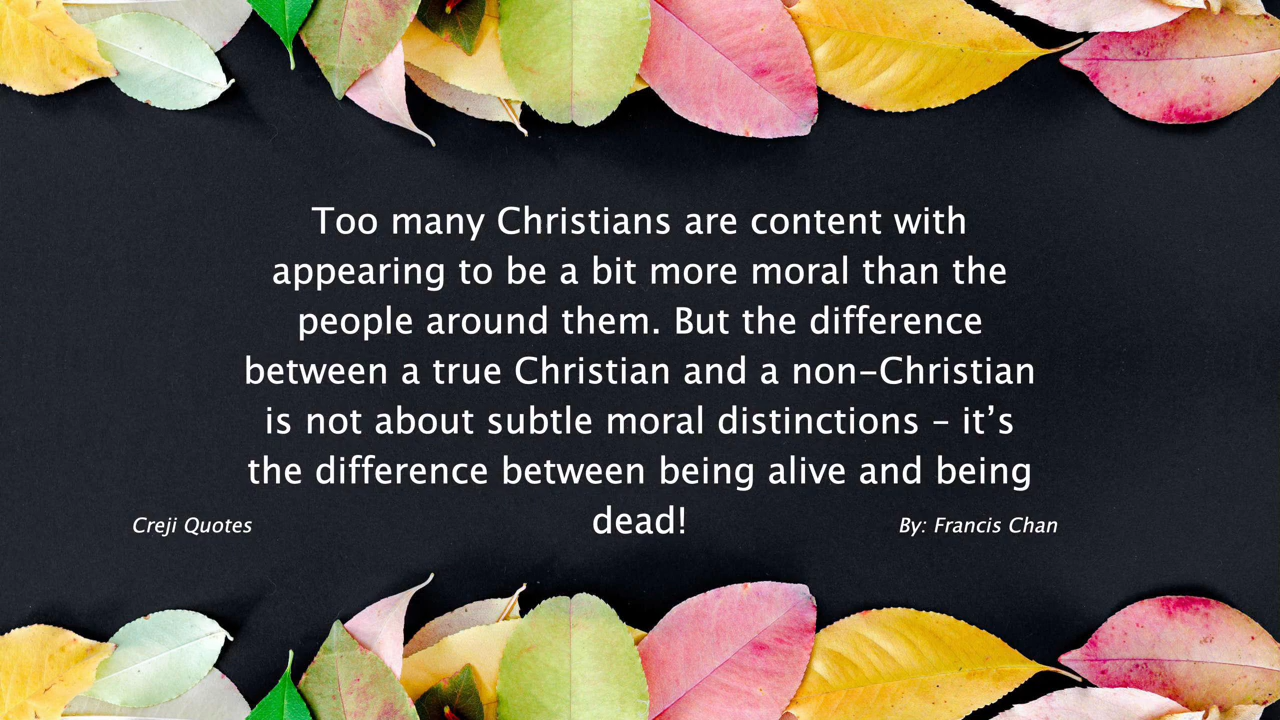 Too many Christians are content with
appearing to be a bit more moral than the
people around them. But the difference
between a true Christian and a non-Christian
is not about subtle moral distinctions – it’s
the difference between being alive and being
dead!
Creji Quotes
By: Francis Chan